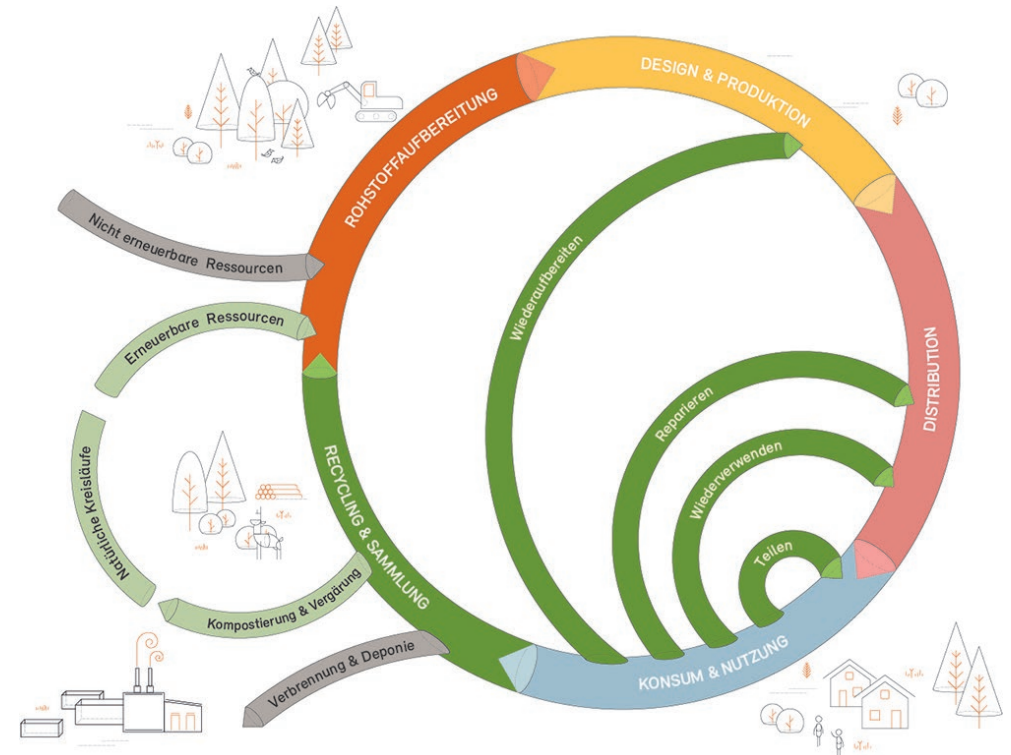 DESIGN & PRODUKTION
ROHSTOFFAUFBEREITUNG
Nicht erneuerbare Ressourcen
Wiederaufbereiten
Erneuerbare Ressourcen
DISTRIBUTION
Reparieren
Wiederverwenden
Natürliche Kreisläufe
RECYCLING & SAMMLUNG
Teilen
Kompostierung & Vergärung
Verbrennung & Deponie
KONSUM & NUTZUNG